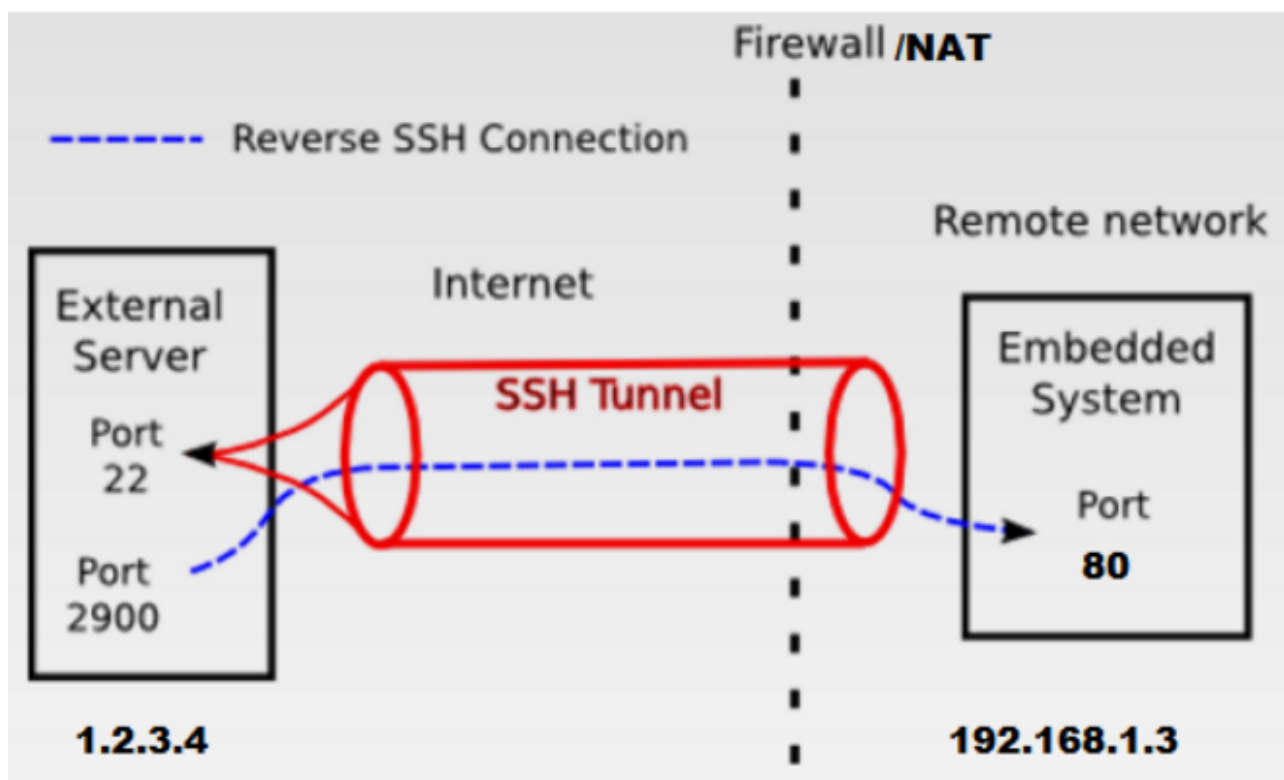 Firewall /NAT
Reverse SSH Connection
Remote network
Internet
External
Server
Embedded
System
SSH Tunnel
Port
22
Port
80
Port
2900
1.2.3.4
192.168.1.3